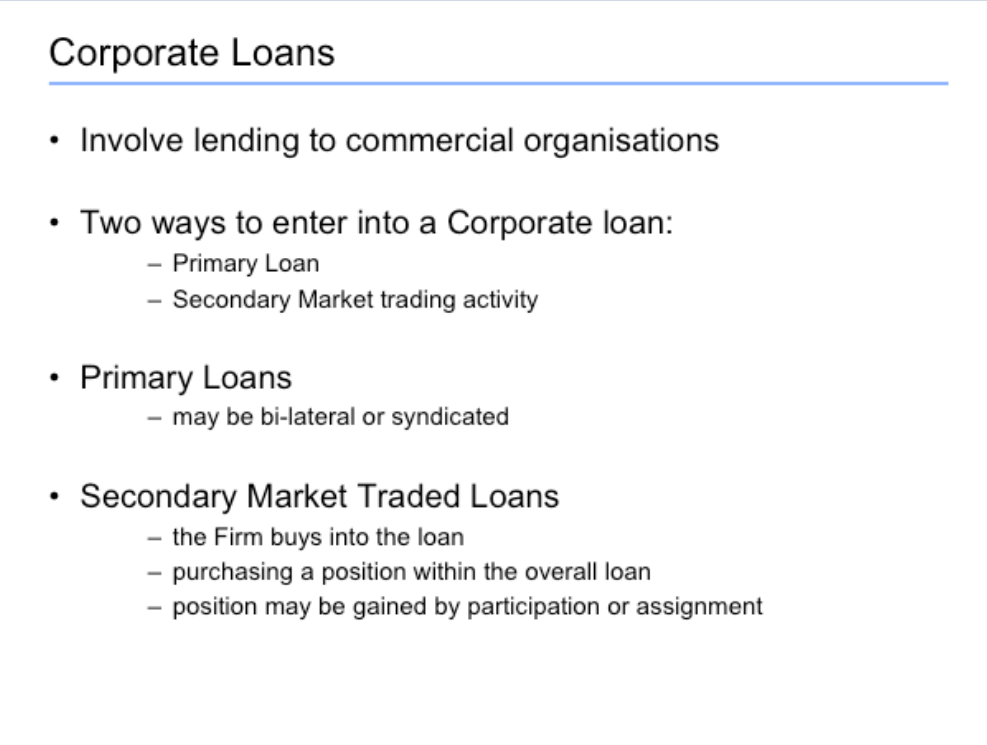 Corporate Loans
• Involve lending to commercial organisations
• Two ways to enter into a Corporate loan:
– Primary Loan
– Secondary Market trading activity
• Primary Loans
– may be bi-lateral or syndicated
• Secondary Market Traded Loans
– the Firm buys into the loan
– purchasing a position within the overall loan
– position may be gained by participation or assignment